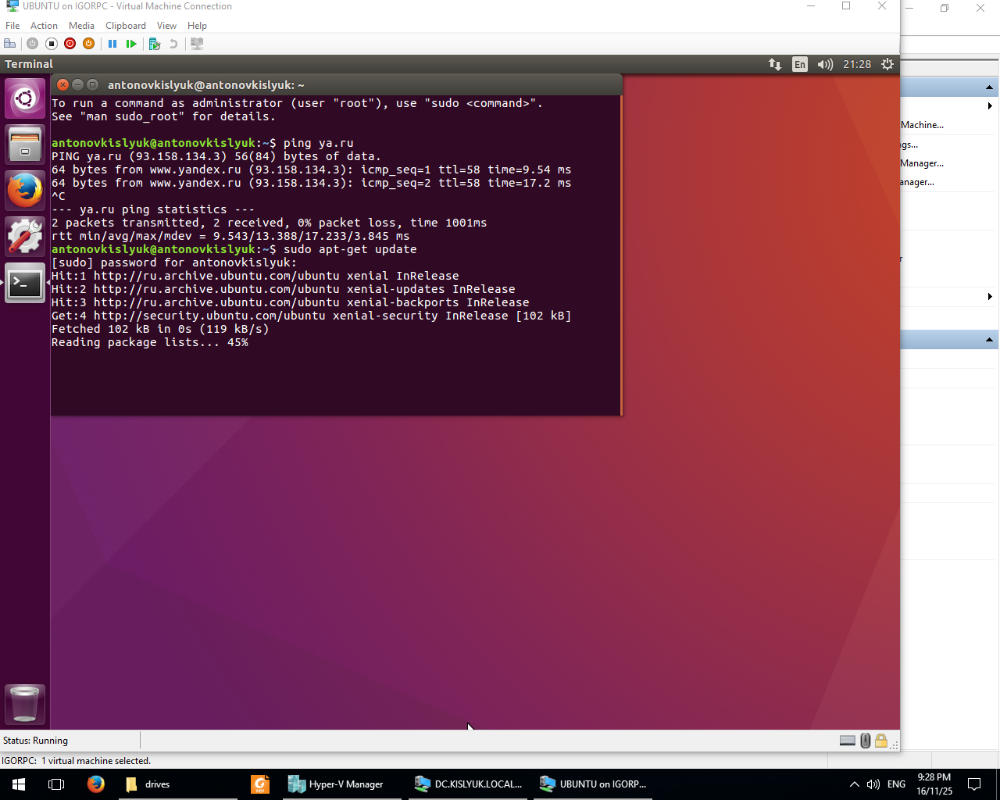 UBUNTU on IGORPC - Virtual Machine Connection
File Action Media Clipboard View Help
Terminal
En 21:28
antonovkislyuk@antonovkislyuk: ~
To run a command as administrator (user "root"), use "sudo <command>".
See "man sudo_root" for details.
antonovkislyuk@antonovkislyuk:~$ ping ya.ru
PING ya.ru (93.158.134.3) 56(84) bytes of data.
64 bytes from www.yandex.ru (93.158.134.3): icmp_seq=1 ttl=58 time=9.54 ms
64 bytes from www.yandex.ru (93.158.134.3): icmp_seq=2 ttl=58 time=17.2 ms
^C
--- ya.ru ping statistics ---
2 packets transmitted, 2 received, 0% packet loss, time 1001ms
rtt min/avg/max/mdev = 9.543/13.388/17.233/3.845 ms
antonovkislyuk@antonovkislyuk:~$ sudo apt-get update
[sudo] password for antonovkislyuk:
Hit:1 http://ru.archive.ubuntu.com/ubuntu xenial InRelease
Hit:2 http://ru.archive.ubuntu.com/ubuntu xenial-updates InRelease
Hit:3 http://ru.archive.ubuntu.com/ubuntu xenial-backports InRelease
Get:4 http://security.ubuntu.com/ubuntu xenial-security InRelease [102 kB]
Fetched 102 kB in 0s (119 kB/s)
Reading package lists... 45%
Machine...
gs...
Manager...
anager...
r
Status: Running
IGORPC: 1 virtual machine selected.
drives
PDF
Hyper-V Manager
DC.KISLYUK.LOCAL...
UBUNTU on IGORP...
ENG
9:28 PM
16/11/25